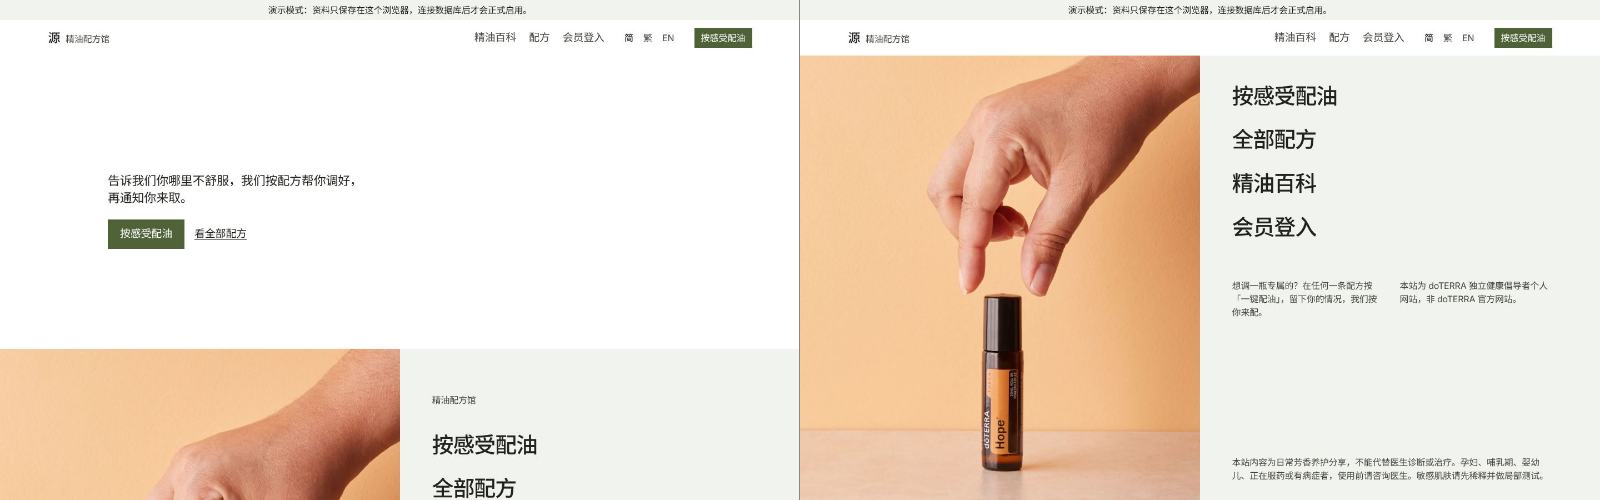 演示模式：资料只保存在这个浏览器，连接数据库后才会正式启用。
源 精油配方馆
精油百科 配方 会员登入 简 繁 EN 按感受配油
告诉我们你哪里不舒服，我们按配方帮你调好，
再通知你来取。
按感受配油 看全部配方
精油配方馆
按感受配油
全部配方
演示模式：资料只保存在这个浏览器，连接数据库后才会正式启用。
源 精油配方馆
精油百科 配方 会员登入 简 繁 EN 按感受配油
dōTERRA
Hope
按感受配油
全部配方
精油百科
会员登入
想调一瓶专属的？在任何一条配方按
「一键配油」，留下你的情况，我们按
你来配。
本站为 doTERRA 独立健康倡导者个人
网站，非 doTERRA 官方网站。
本站内容为日常芳香养护分享，不能代替医生诊断或治疗。孕妇、哺乳期、婴幼
儿、正在服药或有病症者，使用前请咨询医生。敏感肌肤请先稀释并做局部测试。